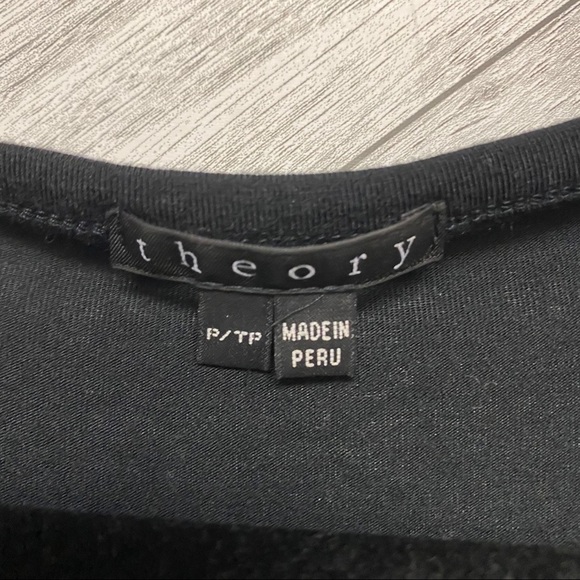 theory
P/TP
MADE IN
PERU